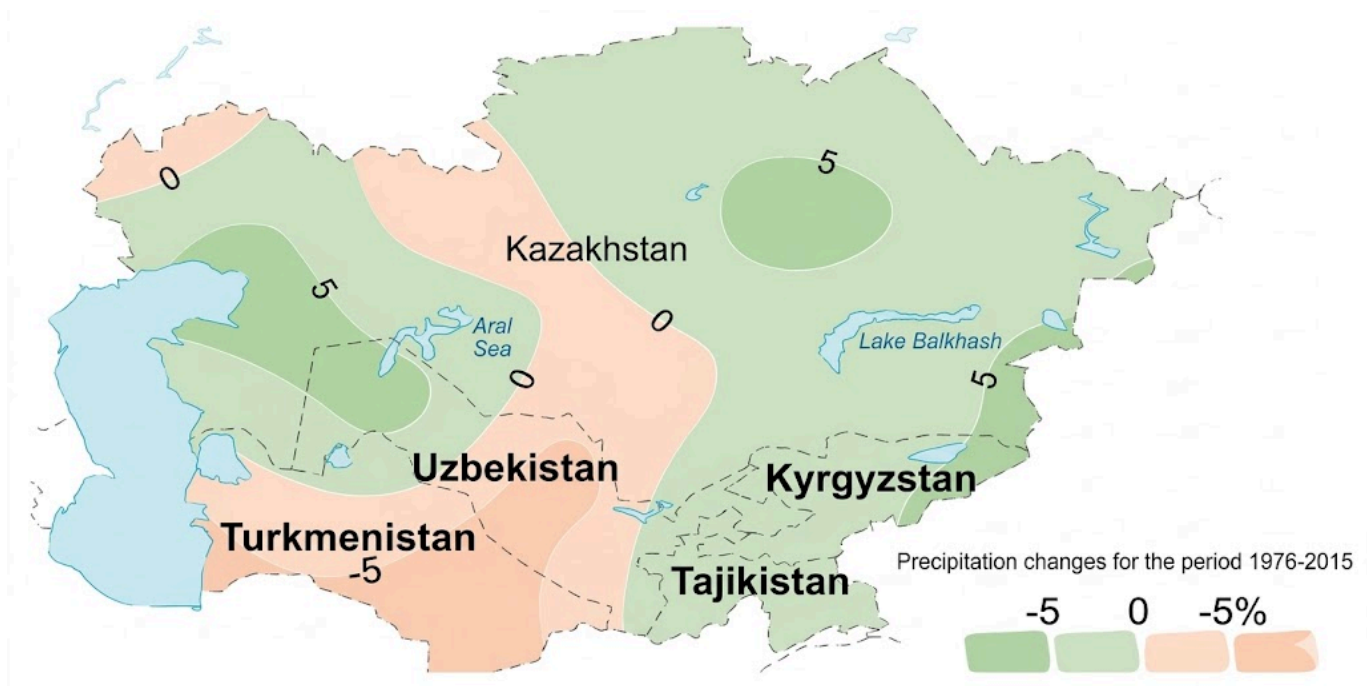 5
0
Kazakhstan
5
0
Aral
Sea
Lake Balkhash
0
5
Uzbekistan
Kyrgyzstan
Turkmenistan
-5
Tajikistan
Precipitation changes for the period 1976-2015
-5 0 -5%